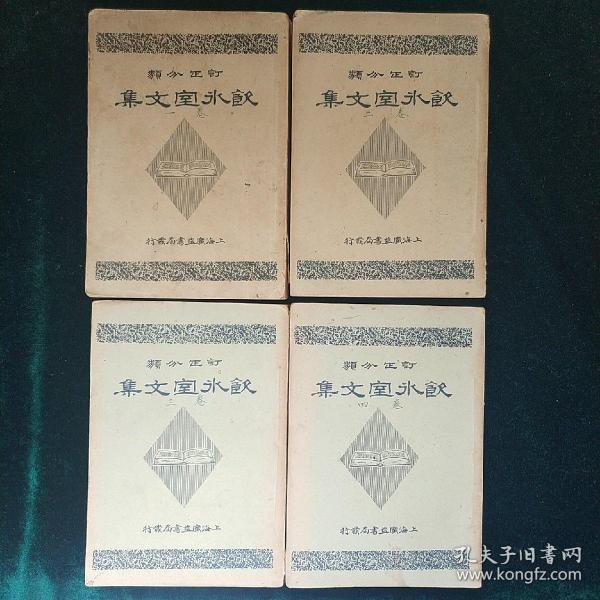 訂正分類
飲氷室文集
卷一
上海廣益書局發行
訂正分類
飲氷室文集
卷二
上海廣益書局發行
訂正分類
飲氷室文集
卷三
上海廣益書局發行
訂正分類
飲氷室文集
卷四
上海廣益書局發行
孔夫子旧书网
www.kongfz.com